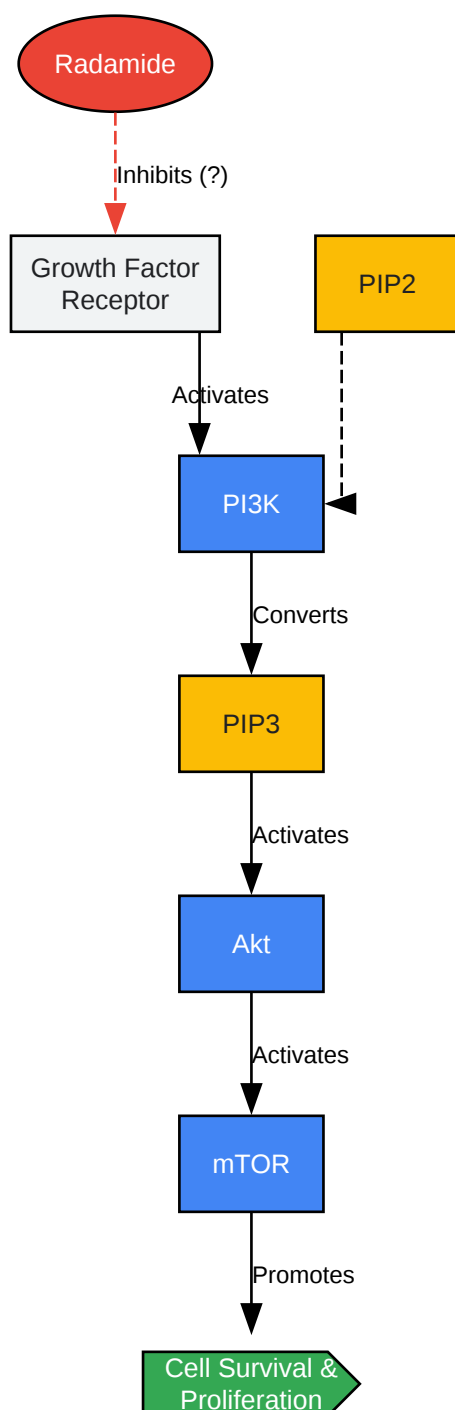 Radamide
Inhibits (?)
Growth Factor
Receptor
PIP2
Activates
PI3K
Converts
PIP3
Activates
Akt
Activates
mTOR
Promotes
Cell Survival &
Proliferation